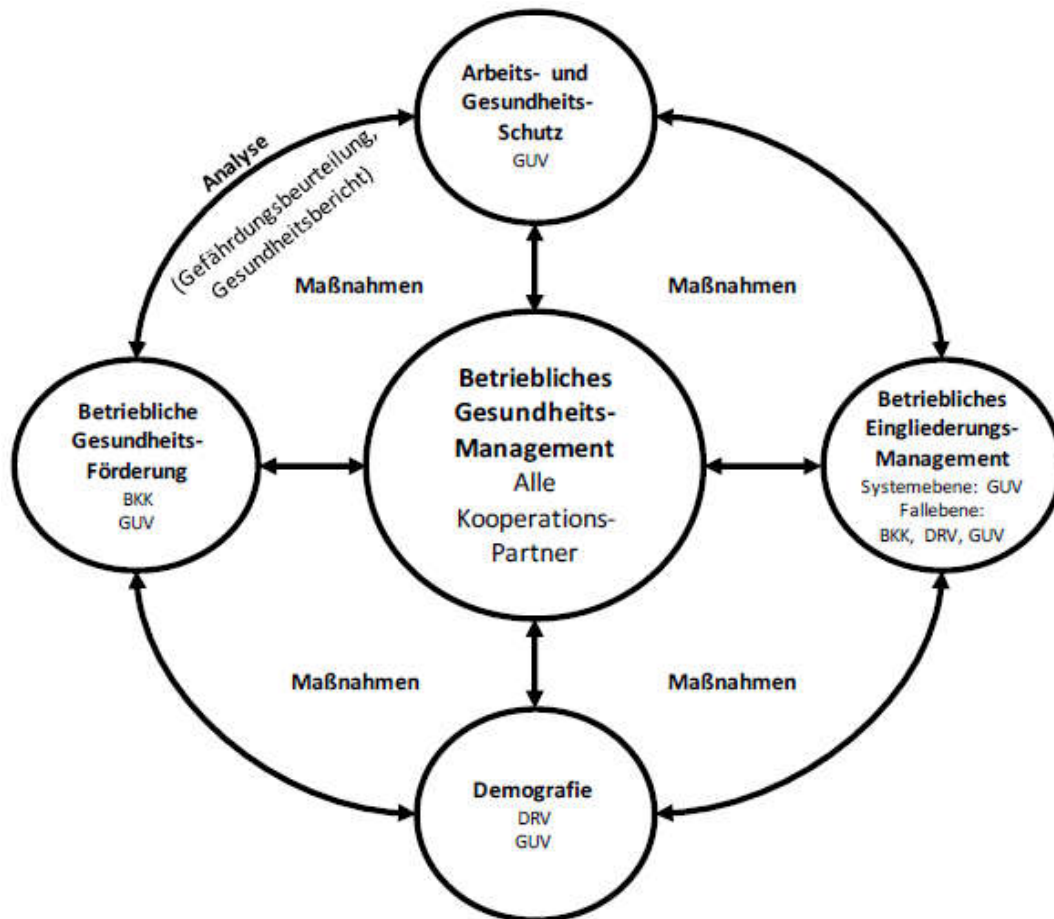 Arbeits- und
Gesundheits-
Schutz
GUV
Analyse
(Gefährdungsbeurteilung,
Gesundheitsbericht)
Maßnahmen
Maßnahmen
Betriebliche
Gesundheits-
Förderung
BKK
GUV
Betriebliches
Gesundheits-
Management
Alle
Kooperations-
Partner
Betriebliches
Eingliederungs-
Management
Systemebene: GUV
Fallebene:
BKK, DRV, GUV
Maßnahmen
Maßnahmen
Demografie
DRV
GUV